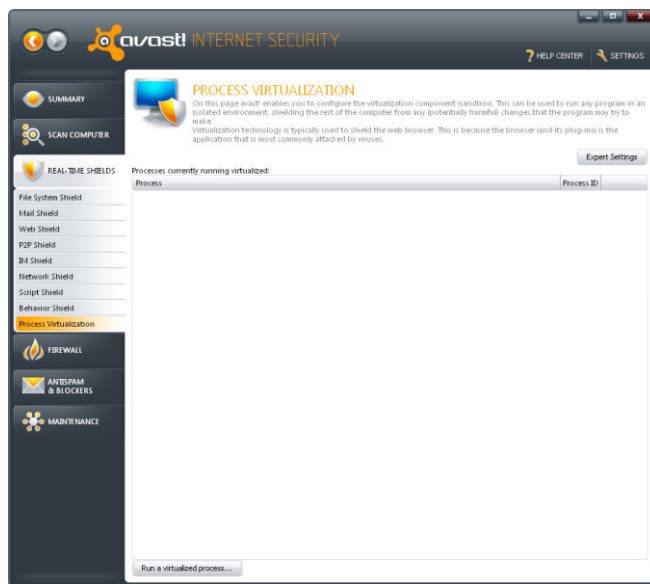 avast! INTERNET SECURITY
HELP CENTER
SETTINGS
SUMMARY
SCAN COMPUTER
REAL-TIME SHIELDS
File System Shield
Mail Shield
Web Shield
P2P Shield
IM Shield
Network Shield
Script Shield
Behavior Shield
Process Virtualization
FIREWALL
ANTISPAM
& BLOCKERS
MAINTENANCE
PROCESS VIRTUALIZATION
On this page avast! enables you to configure the virtualization component (sandbox). This can be used to run any program in an
isolated environment, shielding the rest of the computer from any (potentially harmful) changes that the program may try to
make.
Virtualization technology is typically used to shield the web browser. This is because the browser (and its plug-ins) is the
application that is most commonly attacked by viruses.
Expert Settings
Processes currently running virtualized:
Process
Process ID
Run a virtualized process...